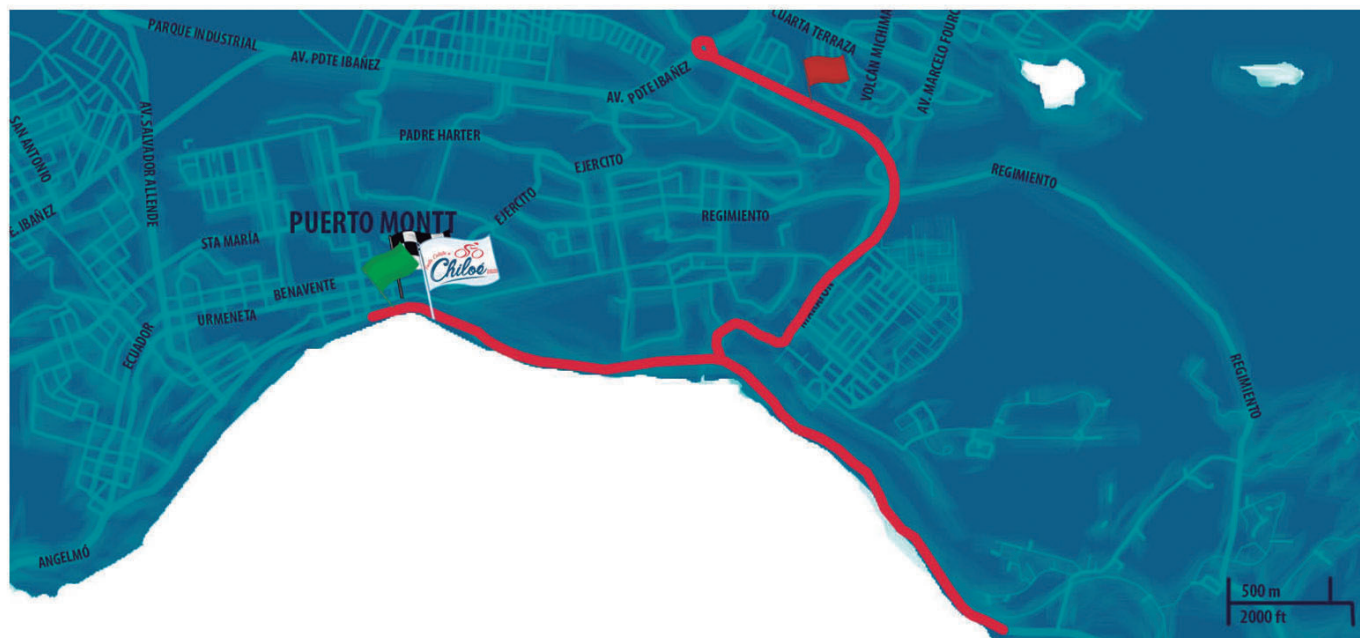 CUARTA TERRAZA
PARQUE INDUSTRIAL
AV. PDTE IBAÑEZ
AV. PDTE IBAÑEZ
VOLCÁN MICHIMA
AV. MARCELO FOURC
AV. SALVADOR ALLENDE
SAN ANTONIO
PADRE HARTER
EJERCITO
REGIMIENTO
E. IBAÑEZ
PUERTO MONTT
EJERCITO
REGIMIENTO
STA MARÍA
Chiloé
BENAVENTE
URMENETA
ECUADOR
REGIMIENTO
ANGELMÓ
500 m
2000 ft